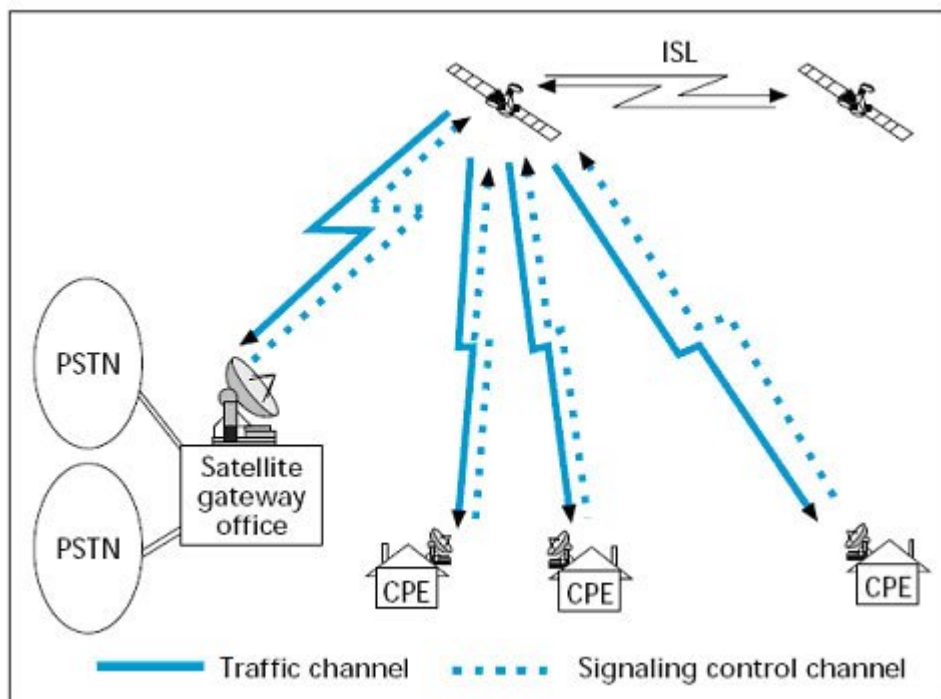 ISL
PSTN
Satellite
gateway
office
PSTN
CPE
CPE
CPE
Traffic channel
Signaling control channel